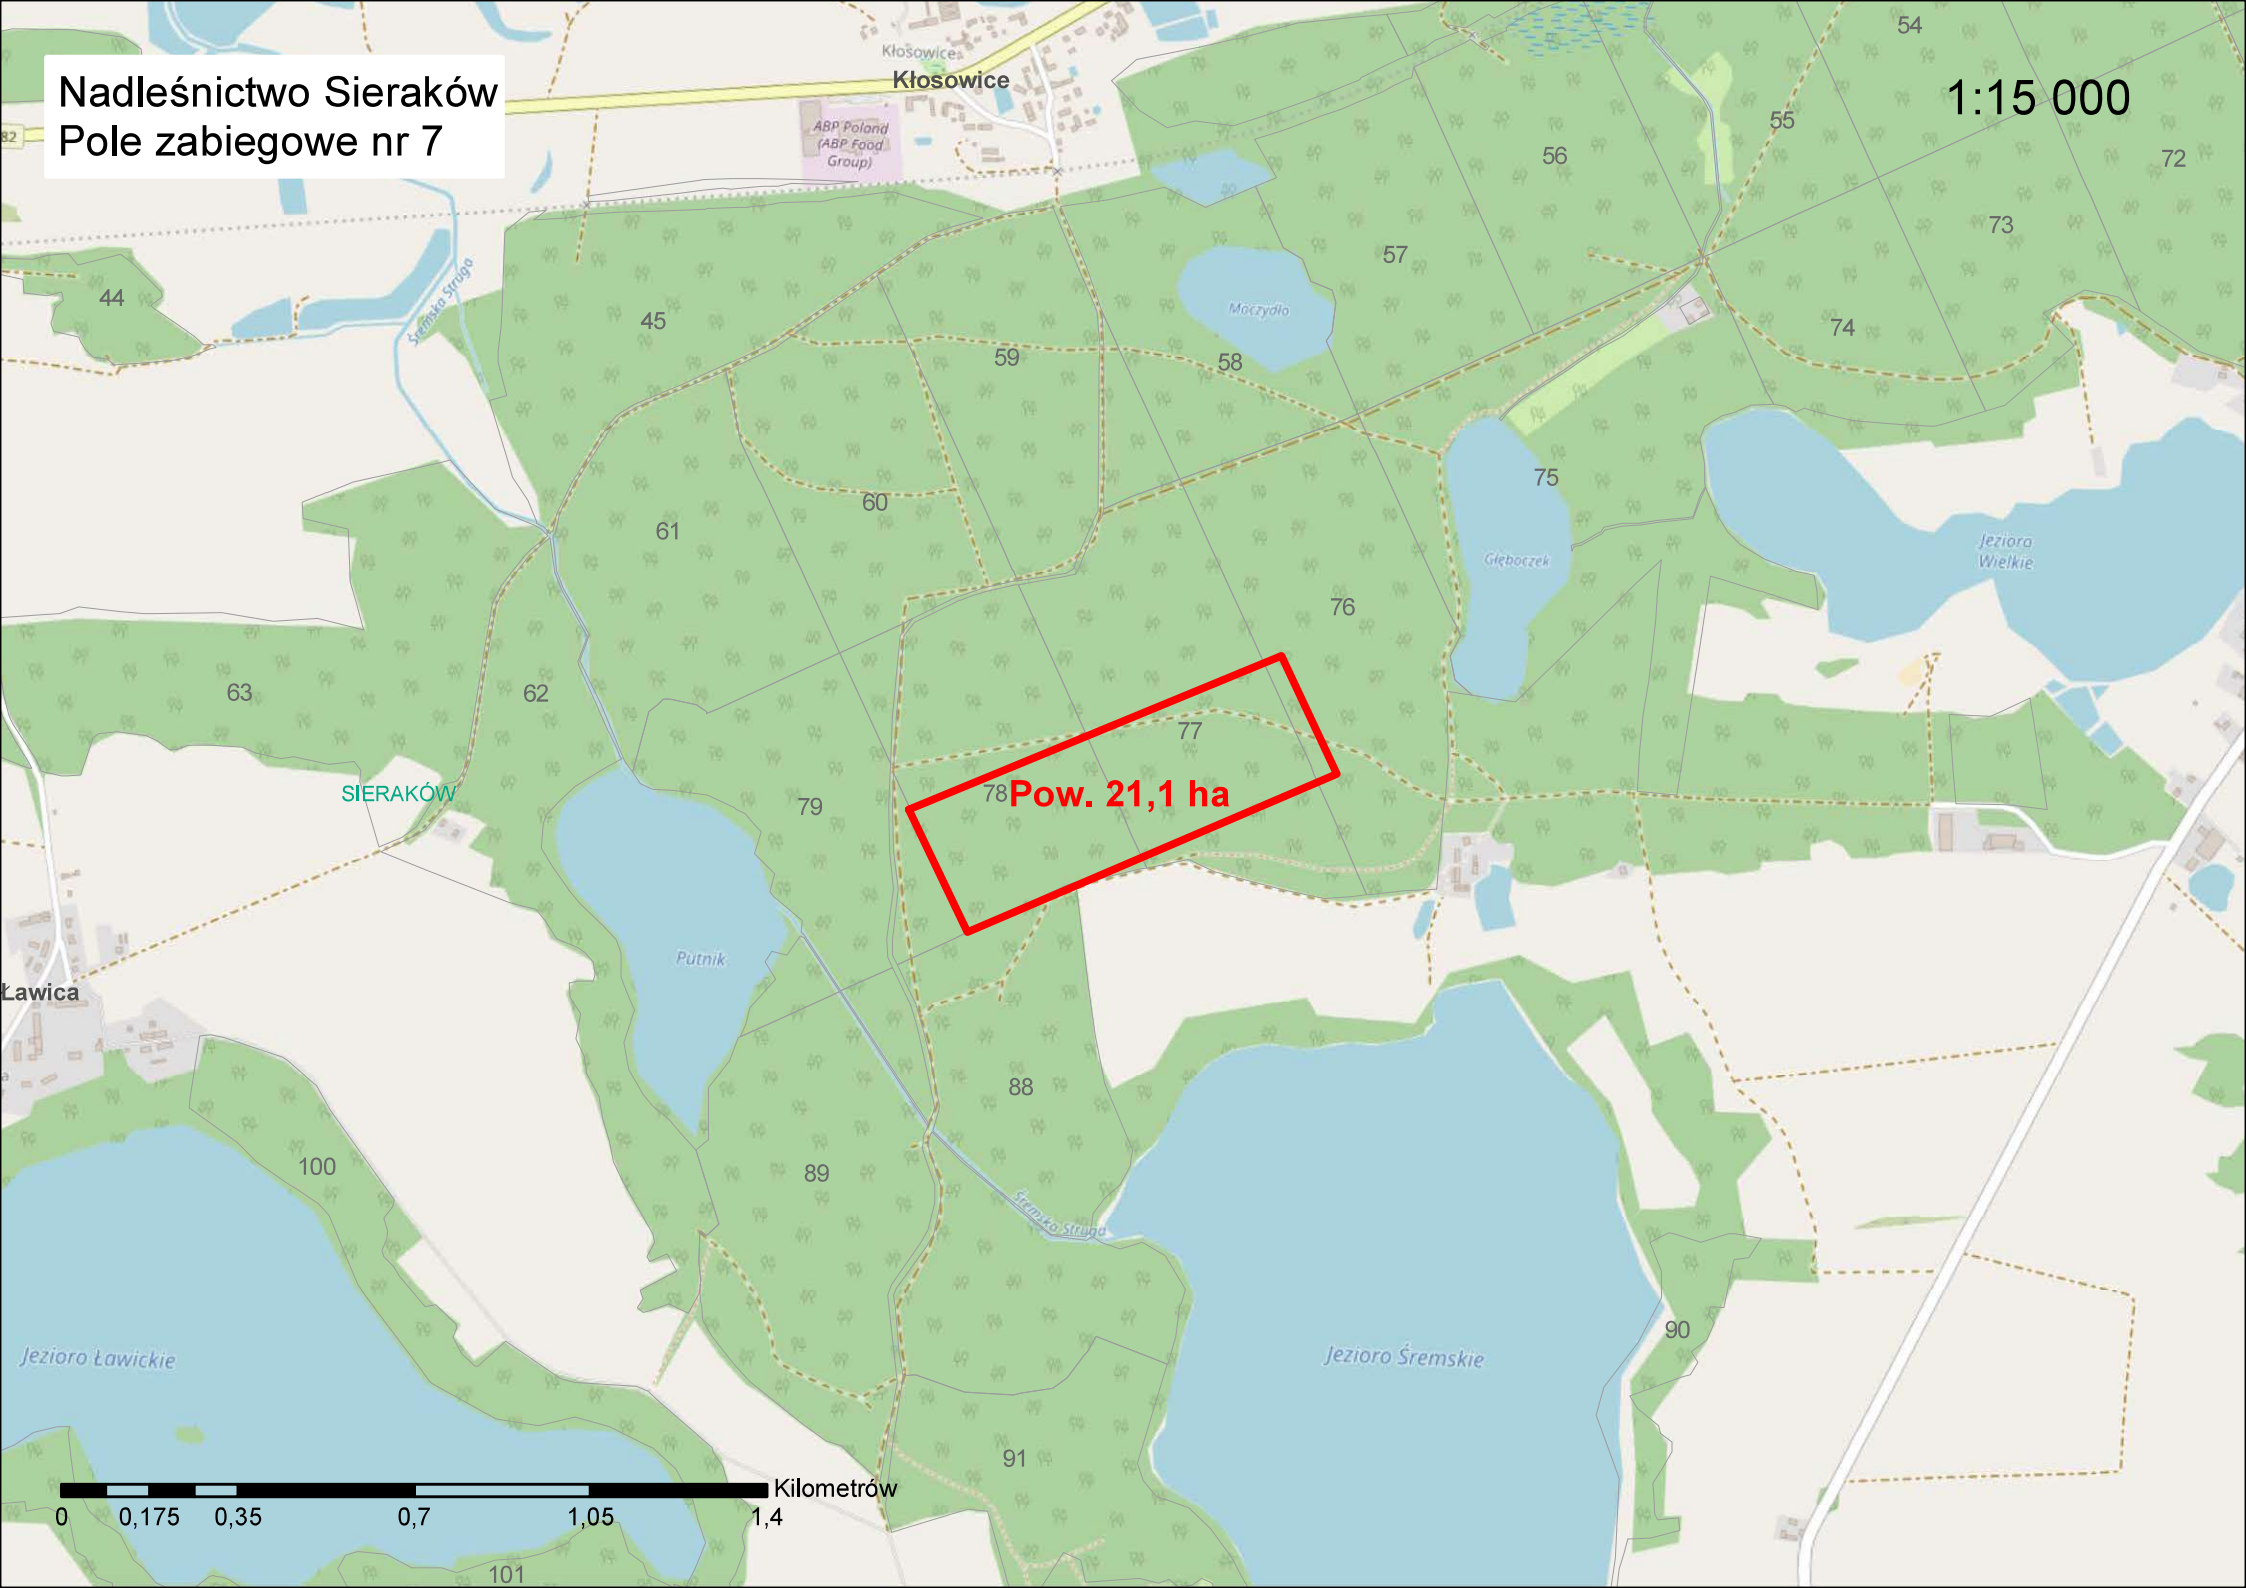 Nadleśnictwo Sieraków
Pole zabiegowe nr 7
1:15 000
Kłosowice
Kłosowice
ABP Poland
(ABP Food
Group)
82
54
55
56
72
73
57
74
44
Śremska Struga
45
Moczydło
59
58
75
60
61
Głęboczek
Jezioro
Wielkie
76
63
62
77
78
Pow. 21,1 ha
79
SIERAKÓW
Putnik
Ławica
88
89
100
Śremska Struga
90
Jezioro Ławickie
Jezioro Śremskie
91
Kilometrów
0 0,175 0,35 0,7 1,05 1,4
101